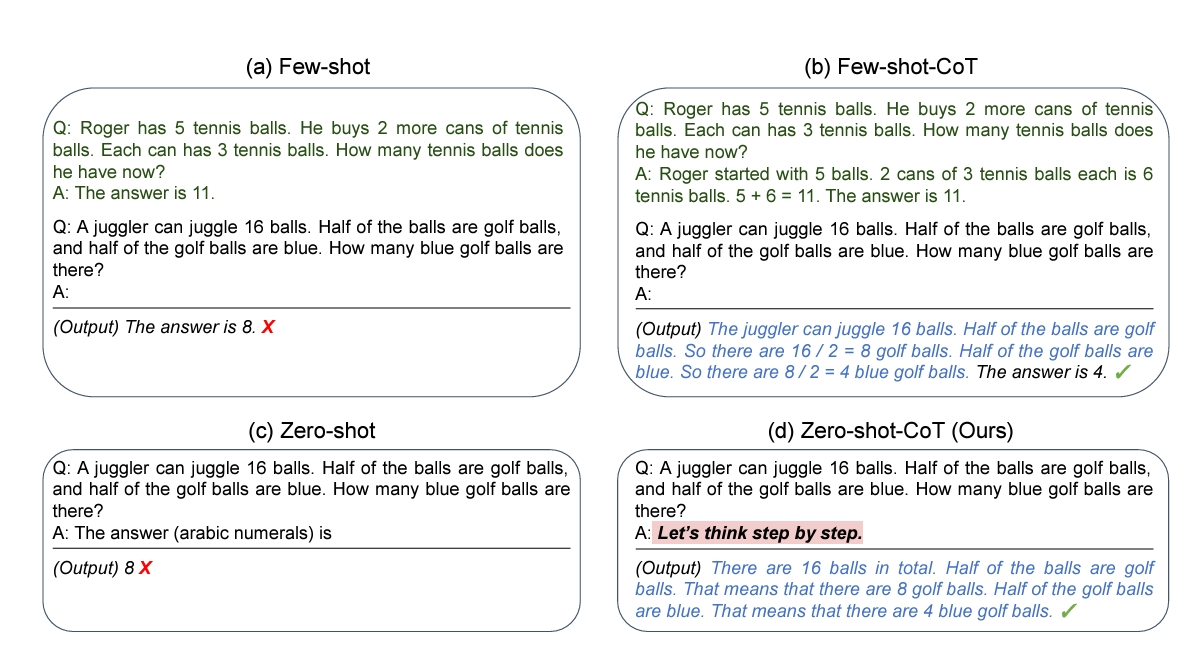 (a) Few-shot
Q: Roger has 5 tennis balls. He buys 2 more cans of tennis
balls. Each can has 3 tennis balls. How many tennis balls does
he have now?
A: The answer is 11.
Q: A juggler can juggle 16 balls. Half of the balls are golf balls,
and half of the golf balls are blue. How many blue golf balls are
there?
A:
(Output) The answer is 8. X
(b) Few-shot-CoT
Q: Roger has 5 tennis balls. He buys 2 more cans of tennis
balls. Each can has 3 tennis balls. How many tennis balls does
he have now?
A: Roger started with 5 balls. 2 cans of 3 tennis balls each is 6
tennis balls. 5 + 6 = 11. The answer is 11.
Q: A juggler can juggle 16 balls. Half of the balls are golf balls,
and half of the golf balls are blue. How many blue golf balls are
there?
A:
(Output) The juggler can juggle 16 balls. Half of the balls are golf
balls. So there are 16 / 2 = 8 golf balls. Half of the golf balls are
blue. So there are 8 / 2 = 4 blue golf balls. The answer is 4. ✓
(c) Zero-shot
Q: A juggler can juggle 16 balls. Half of the balls are golf balls,
and half of the golf balls are blue. How many blue golf balls are
there?
A: The answer (arabic numerals) is
(Output) 8 X
(d) Zero-shot-CoT (Ours)
Q: A juggler can juggle 16 balls. Half of the balls are golf balls,
and half of the golf balls are blue. How many blue golf balls are
there?
A: Let's think step by step.
(Output) There are 16 balls in total. Half of the balls are golf
balls. That means that there are 8 golf balls. Half of the golf balls
are blue. That means that there are 4 blue golf balls. ✓